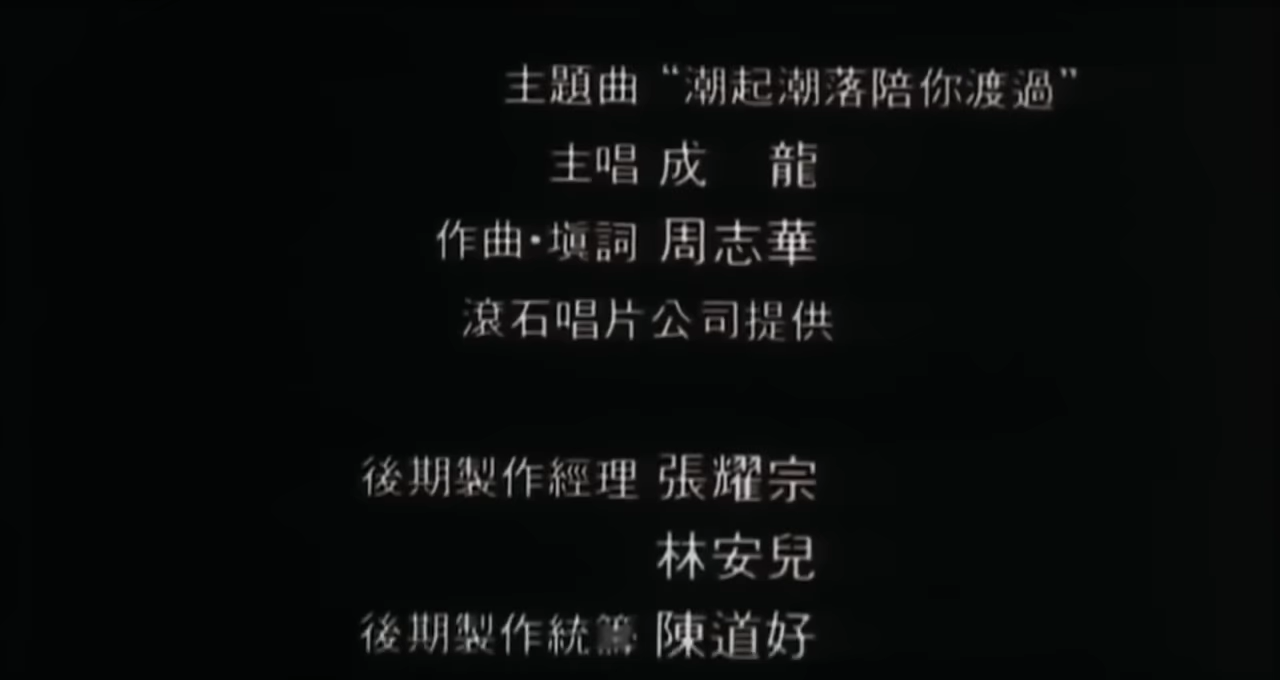 主題曲 “潮起潮落陪你渡過”
主唱 成 龍
作曲·塡詞 周志華
滾石唱片公司提供
後期製作經理 張耀宗
林安兒
後期製作統籌 陳道好